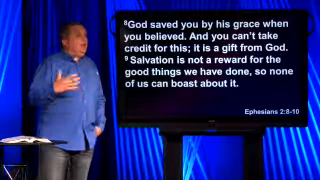 ⁸God saved you by his grace when
you believed. And you can't take
credit for this; it is a gift from God.
⁹ Salvation is not a reward for the
good things we have done, so none
of us can boast about it.
Ephesians 2:8-10